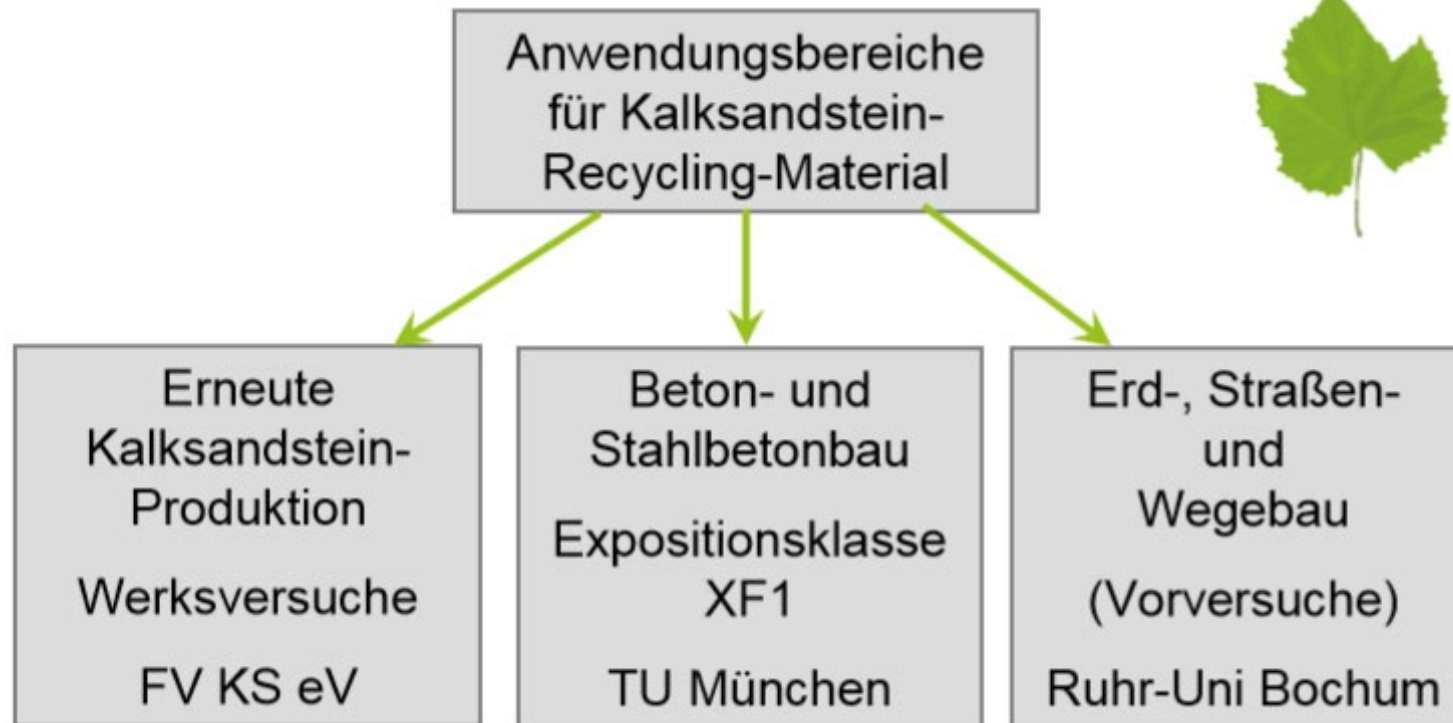 Anwendungsbereiche
für Kalksandstein-
Recycling-Material
Erneute
Kalksandstein-
Produktion
Werksversuche
FV KS eV
Beton- und
Stahlbetonbau
Expositionsklasse
XF1
TU München
Erd-, Straßen-
und
Wegebau
(Vorversuche)
Ruhr-Uni Bochum